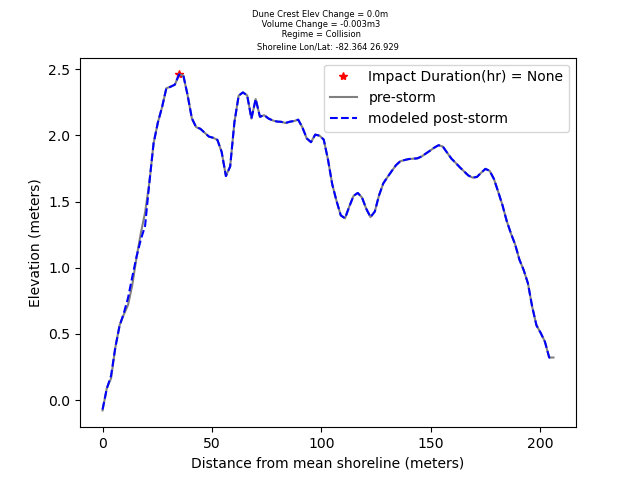 Dune Crest Elev Change = 0.0m
Volume Change = -0.003m3
Regime = Collision
Shoreline Lon/Lat: -82.364 26.929
Impact Duration(hr) = None
pre-storm
modeled post-storm
Elevation (meters)
2.5
2.0
1.5
1.0
0.5
0.0
0 50 100 150 200
Distance from mean shoreline (meters)